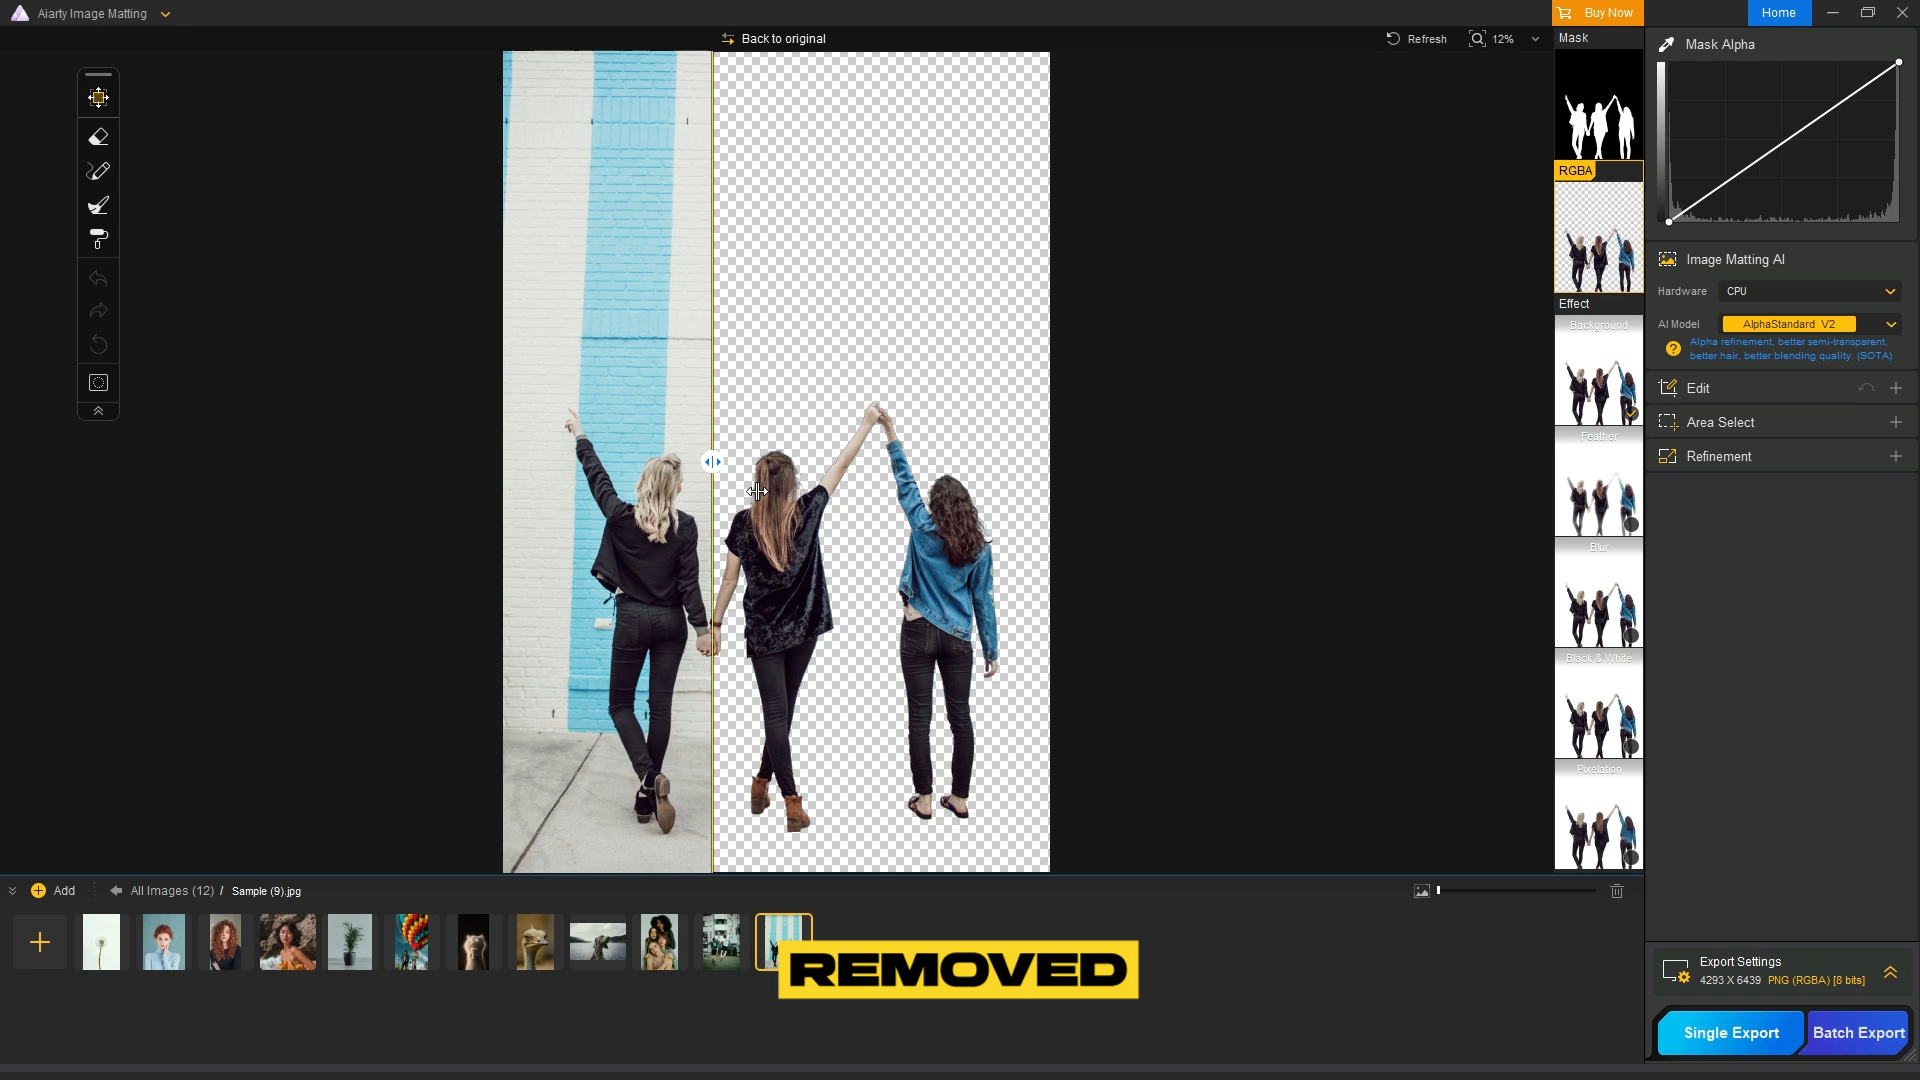 Aiarty Image Matting
Buy Now
Home
Back to original
Refresh
12%
Mask
Mask Alpha
RGBA
Image Matting AI
Hardware
CPU
AI Model
AlphaStandard V2
?
Alpha refinement, better semi-transparent,
better hair, better blending quality. (SOTA)
Effect
Background
Feather
Blur
Black & White
Pixelation
Edit
Area Select
Refinement
Add
All Images (12) / Sample (9).jpg
REMOVED
Export Settings
4293 X 6439 PNG (RGBA) [8 bits]
Single Export
Batch Export